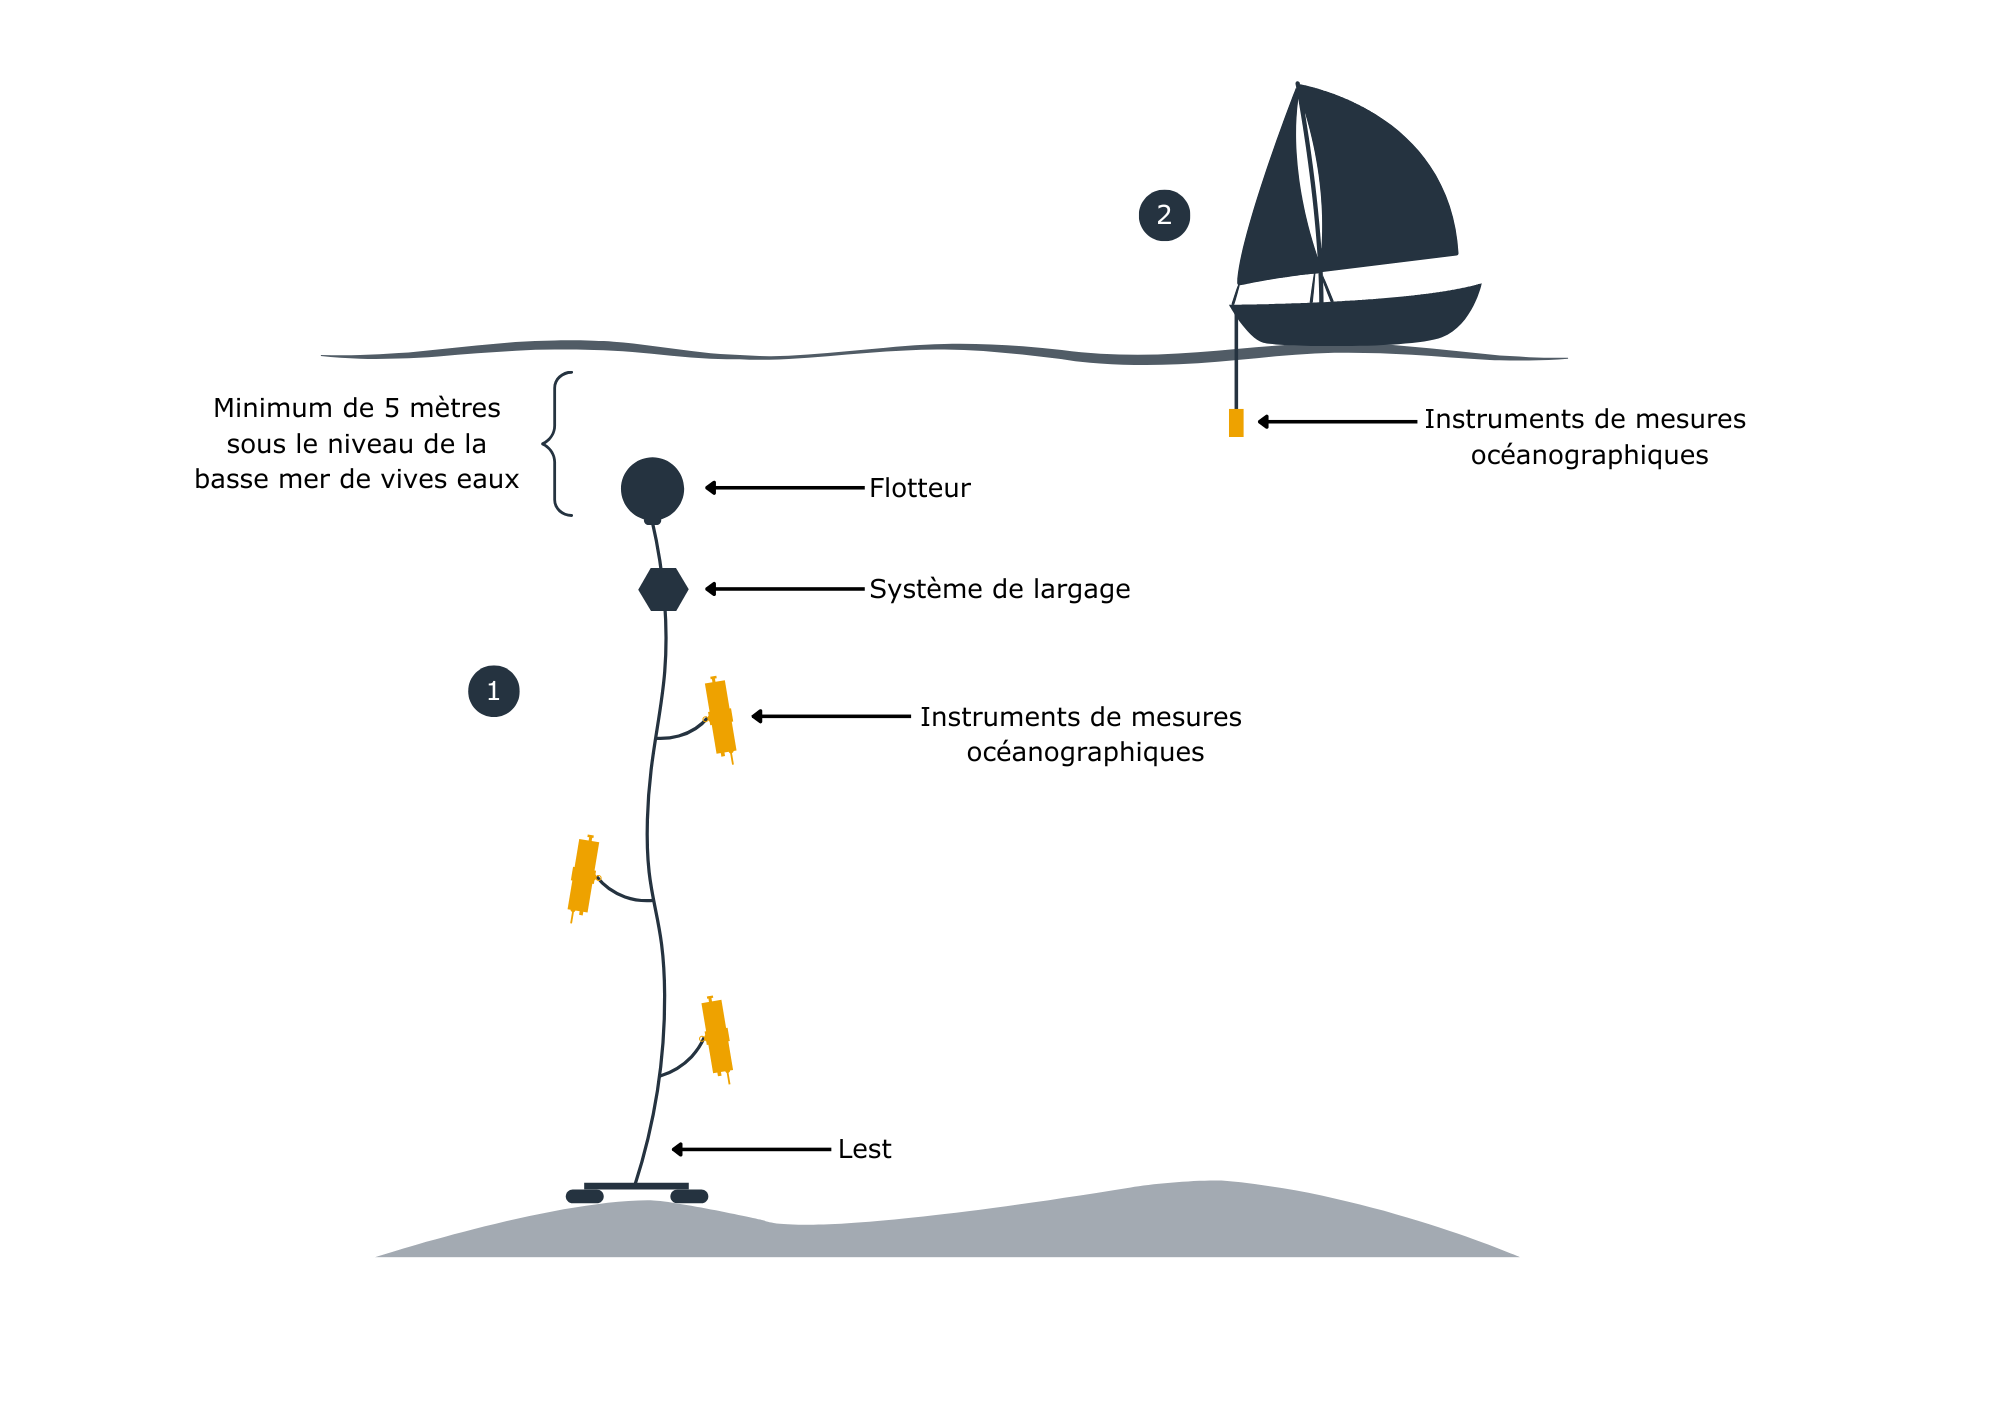 2
Minimum de 5 mètres
sous le niveau de la
basse mer de vives eaux
Instruments de mesures
océanographiques
Flotteur
Système de largage
1
Instruments de mesures
océanographiques
Lest